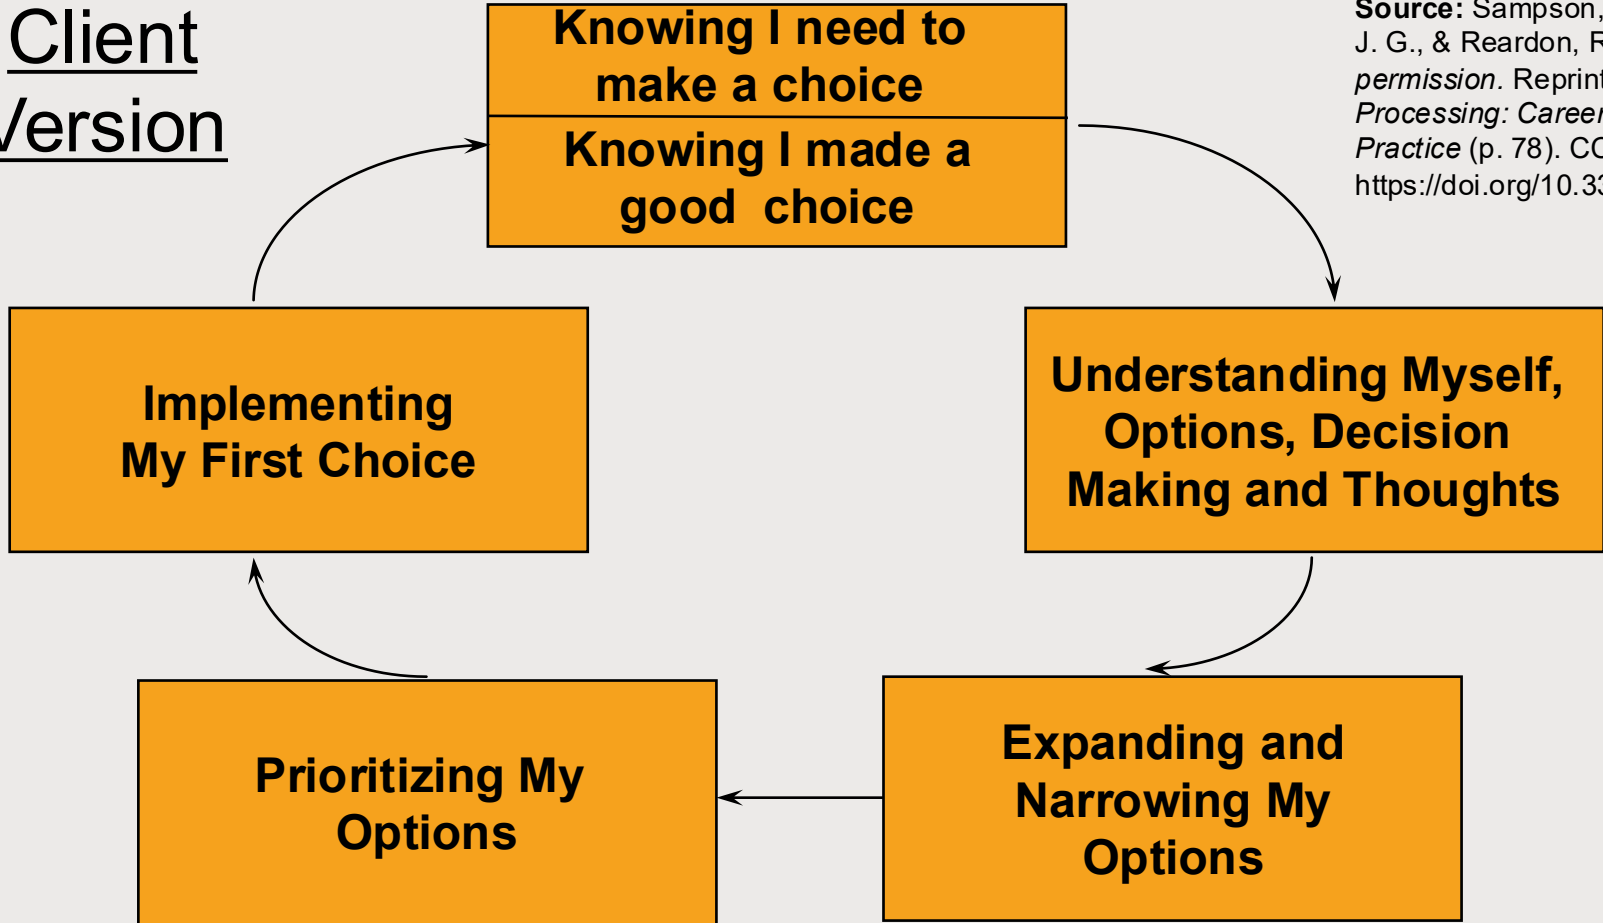 Client
Version
Knowing I need to
make a choice
Knowing I made a
good choice
Source: Sampson,
J. G., & Reardon, R
permission. Reprint
Processing: Career
Practice (p. 78). CC
https://doi.org/10.33
Understanding Myself,
Options, Decision
Making and Thoughts
Expanding and
Narrowing My
Options
Prioritizing My
Options
Implementing
My First Choice